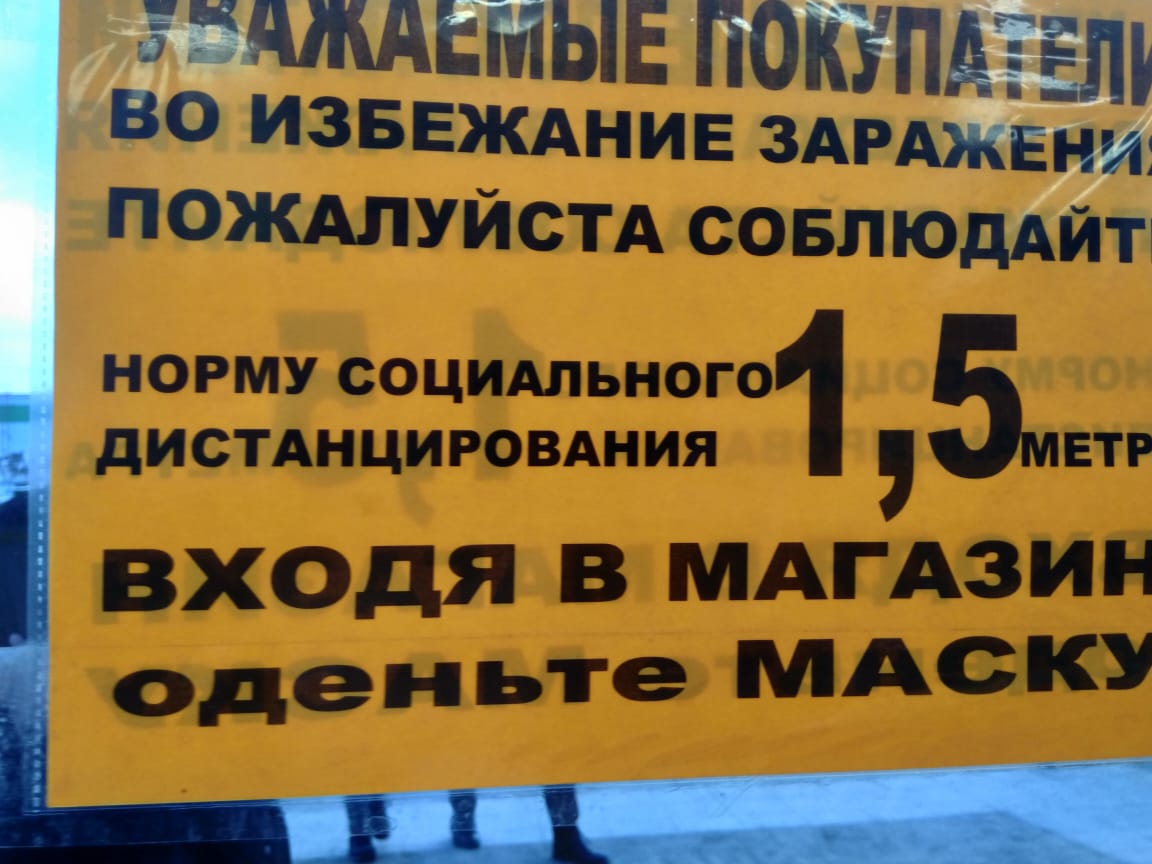 УВАЖАЕМЫЕ ПОКУПАТЕЛИ
ВО ИЗБЕЖАНИЕ ЗАРАЖЕНИЯ
ПОЖАЛУЙСТА СОБЛЮДАЙТЕ
НОРМУ СОЦИАЛЬНОГО
ДИСТАНЦИРОВАНИЯ 1,5 МЕТР
ВХОДЯ В МАГАЗИН
оденьте МАСКУ